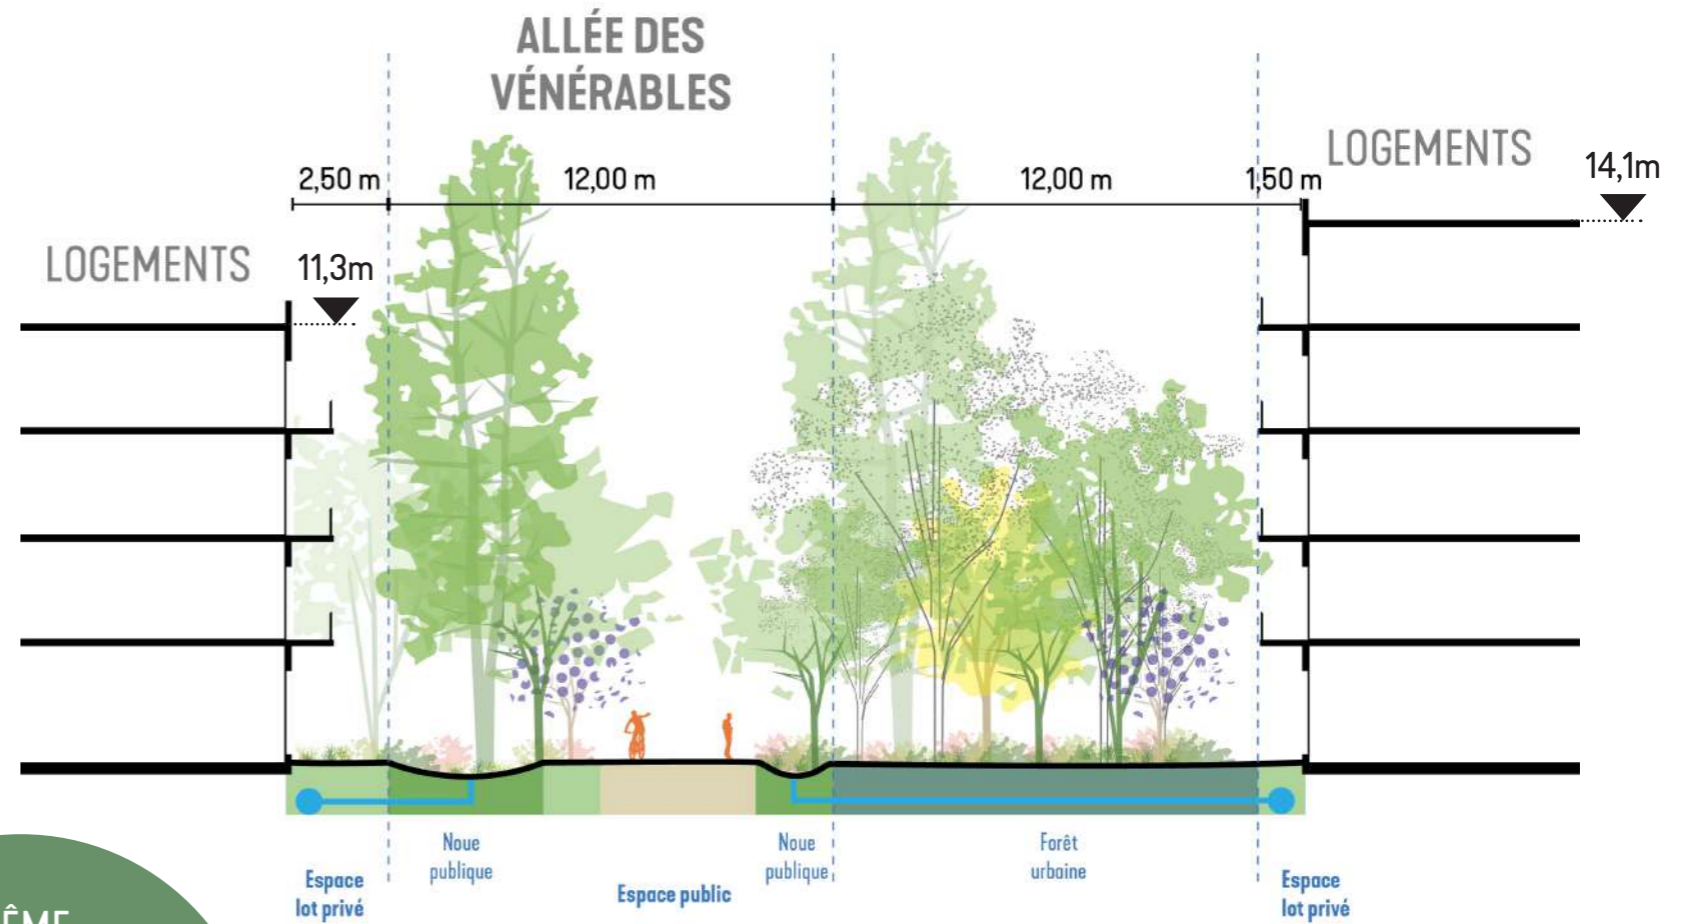 ALLÉE DES
VÉNÉRABLES
LOGEMENTS
14,1m
2,50 m
12,00 m
12,00 m
1,50 m
LOGEMENTS
11,3m
Noue
publique
Noue
publique
Forêt
urbaine
Espace
lot privé
Espace public
Espace
lot privé